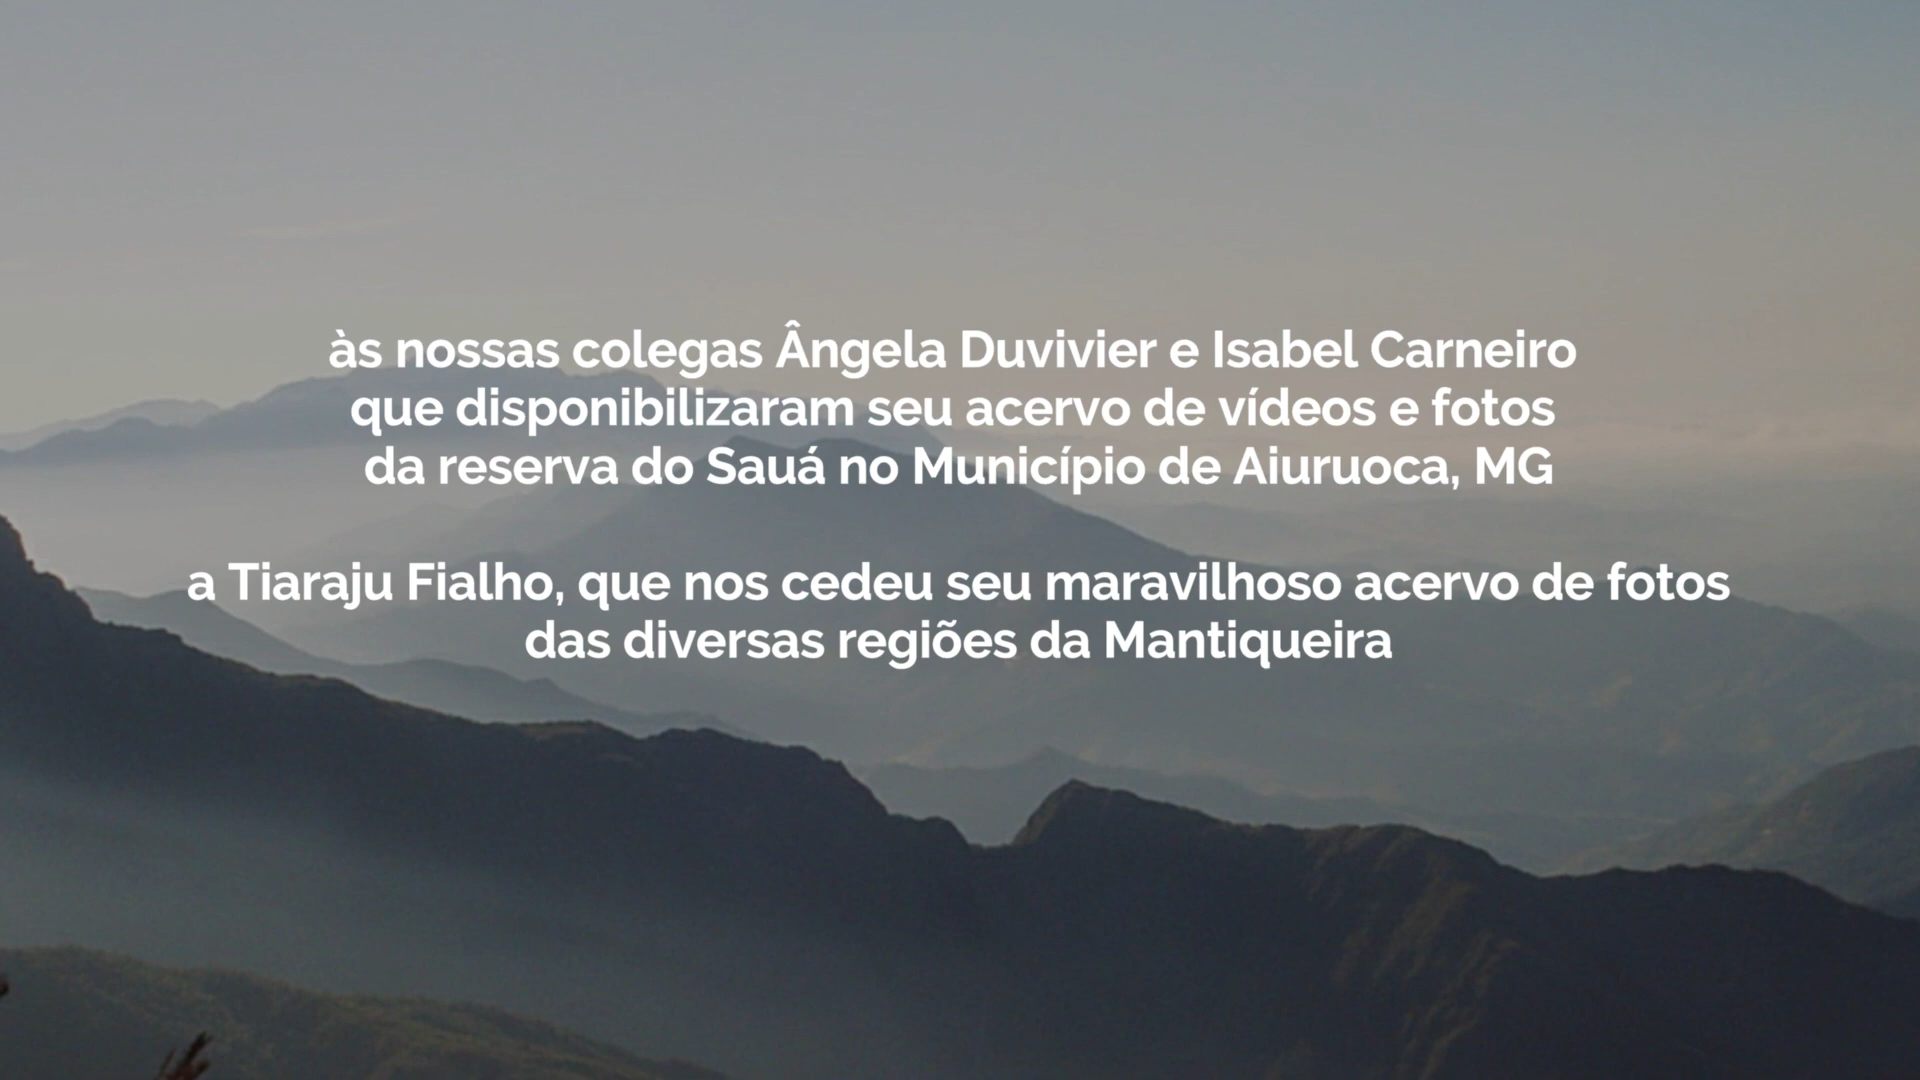 às nossas colegas Ângela Duvivier e Isabel Carneiro
que disponibilizaram seu acervo de vídeos e fotos
da reserva do Sauá no Município de Aiuruoca, MG
a Tiaraju Fialho, que nos cedeu seu maravilhoso acervo de fotos
das diversas regiões da Mantiqueira